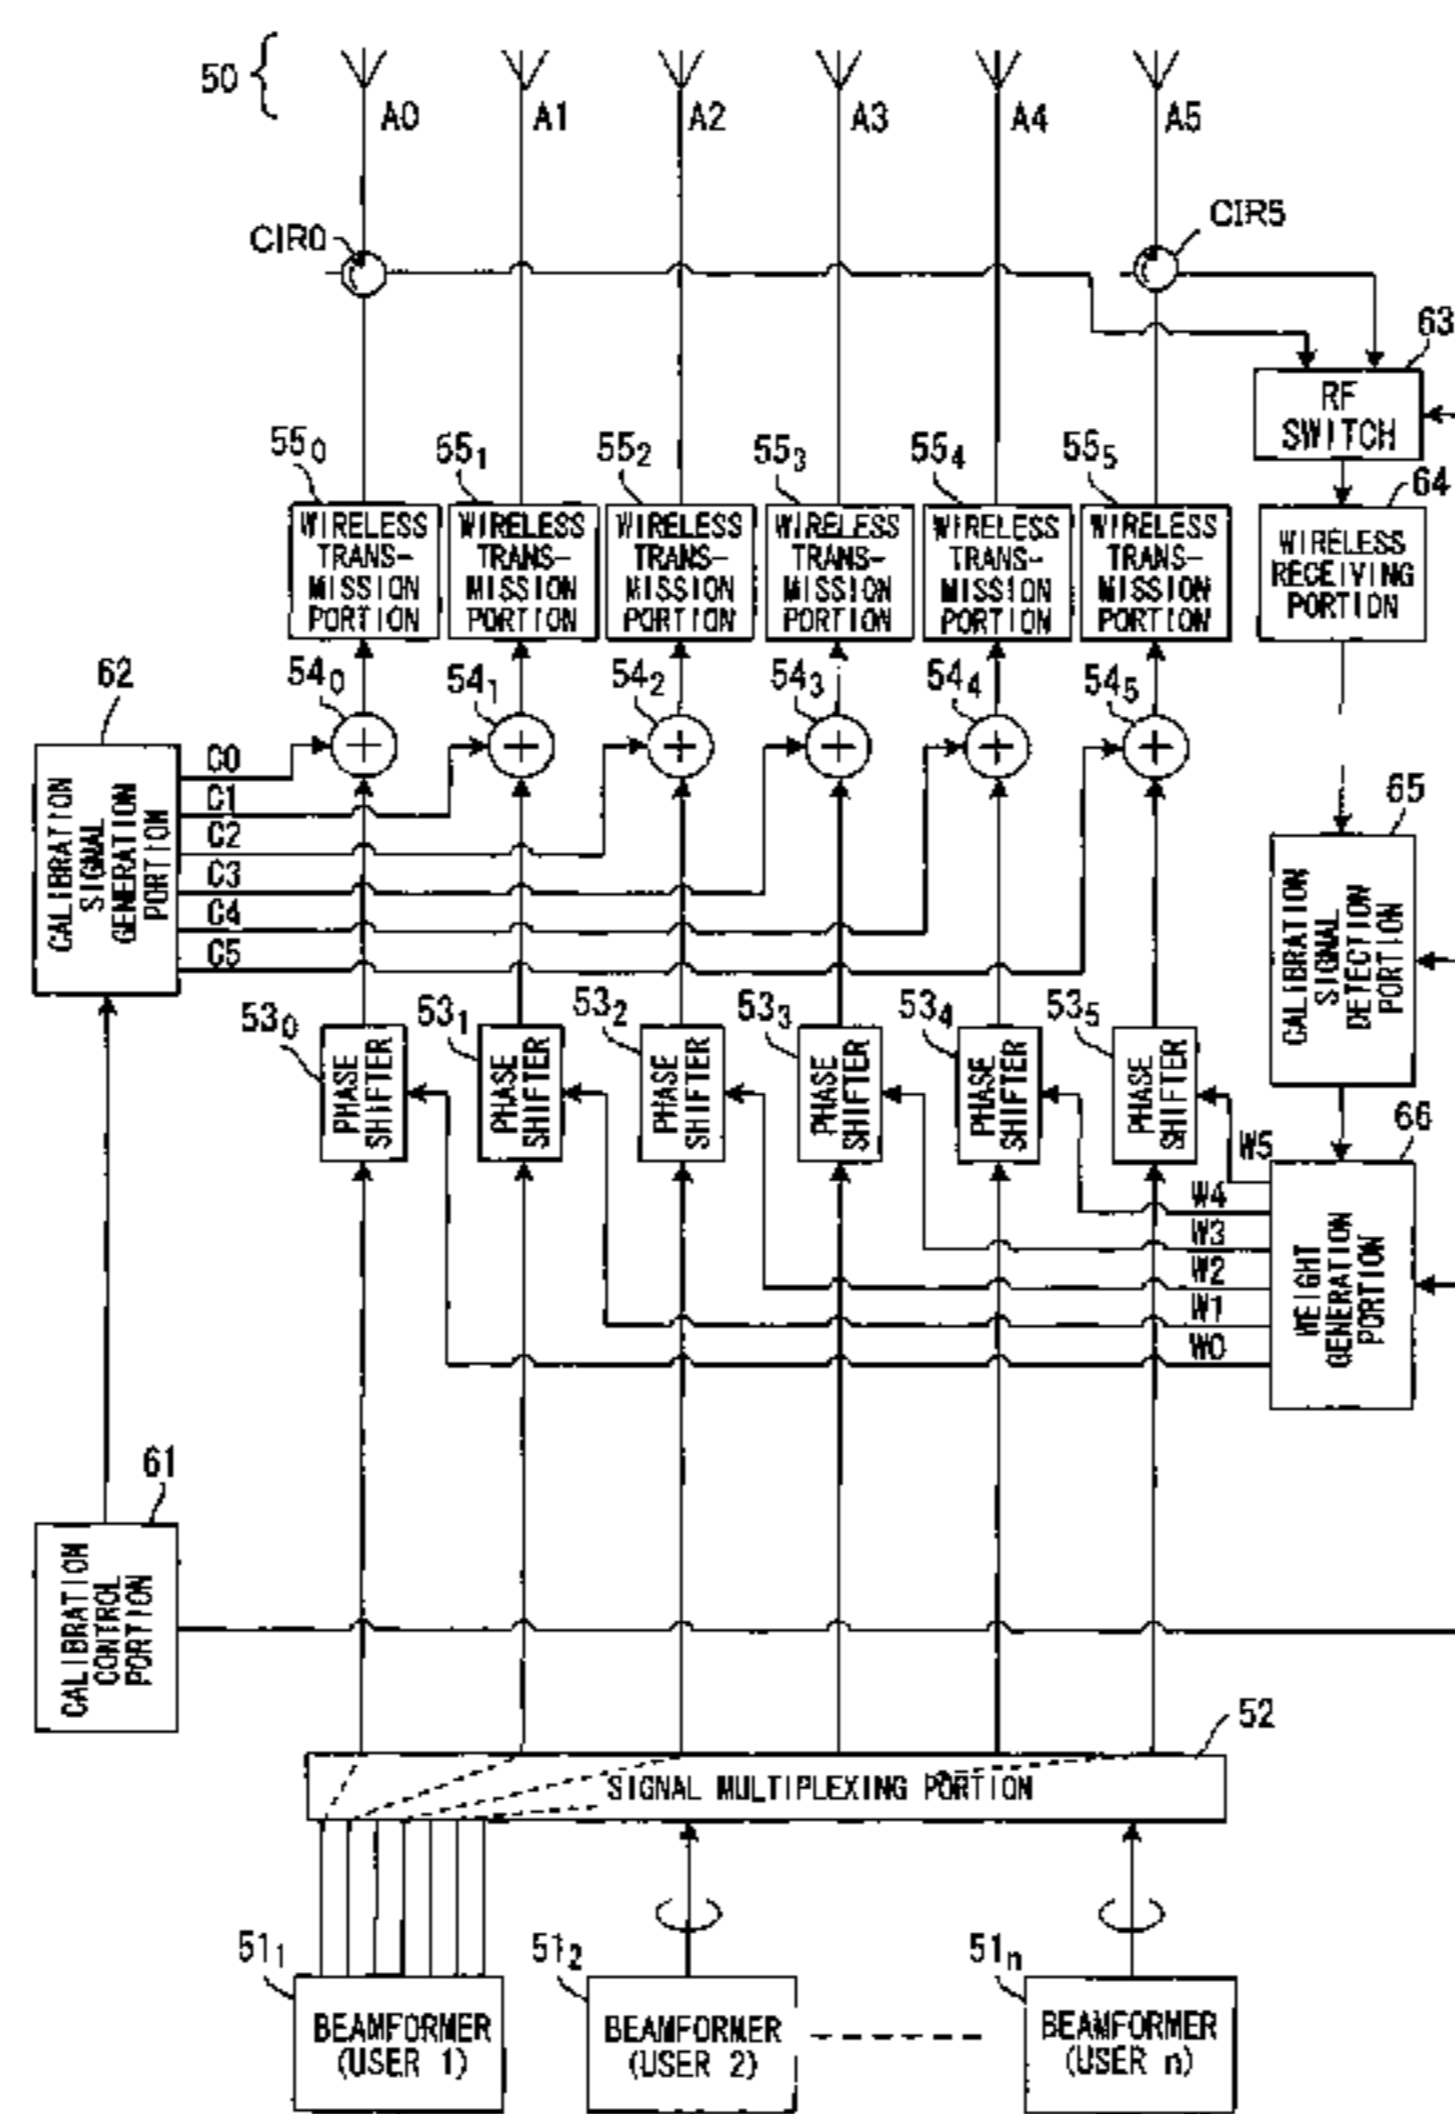 50
A0 A1 A2 A3 A4 A5
CIR0 CIR5
63
RF
SWITCH
55₀ 55₁ 55₂ 55₃ 55₄ 55₅
64
WIRELESS
TRANS-
MISSION
PORTION
WIRELESS
TRANS-
MISSION
PORTION
WIRELESS
TRANS-
MISSION
PORTION
WIRELESS
TRANS-
MISSION
PORTION
WIRELESS
TRANS-
MISSION
PORTION
WIRELESS
TRANS-
MISSION
PORTION
WIRELESS
RECEIVING
PORTION
62
54₀ 54₁ 54₂ 54₃ 54₄ 54₅
+ + + + + +
CALIBRATION
SIGNAL
GENERATION
PORTION
C0
C1
C2
C3
C4
C5
65
CALIBRATION
SIGNAL
DETECTION
PORTION
53₀ 53₁ 53₂ 53₃ 53₄ 53₅
PHASE
SHIFTER
PHASE
SHIFTER
PHASE
SHIFTER
PHASE
SHIFTER
PHASE
SHIFTER
PHASE
SHIFTER
66
W5
W4
W3
W2
W1
W0
WEIGHT
GENERATION
PORTION
61
CALIBRATION
CONTROL
PORTION
52
SIGNAL MULTIPLEXING PORTION
51₁ 51₂ 51ₙ
BEAMFORMER
(USER 1)
BEAMFORMER
(USER 2)
BEAMFORMER
(USER n)